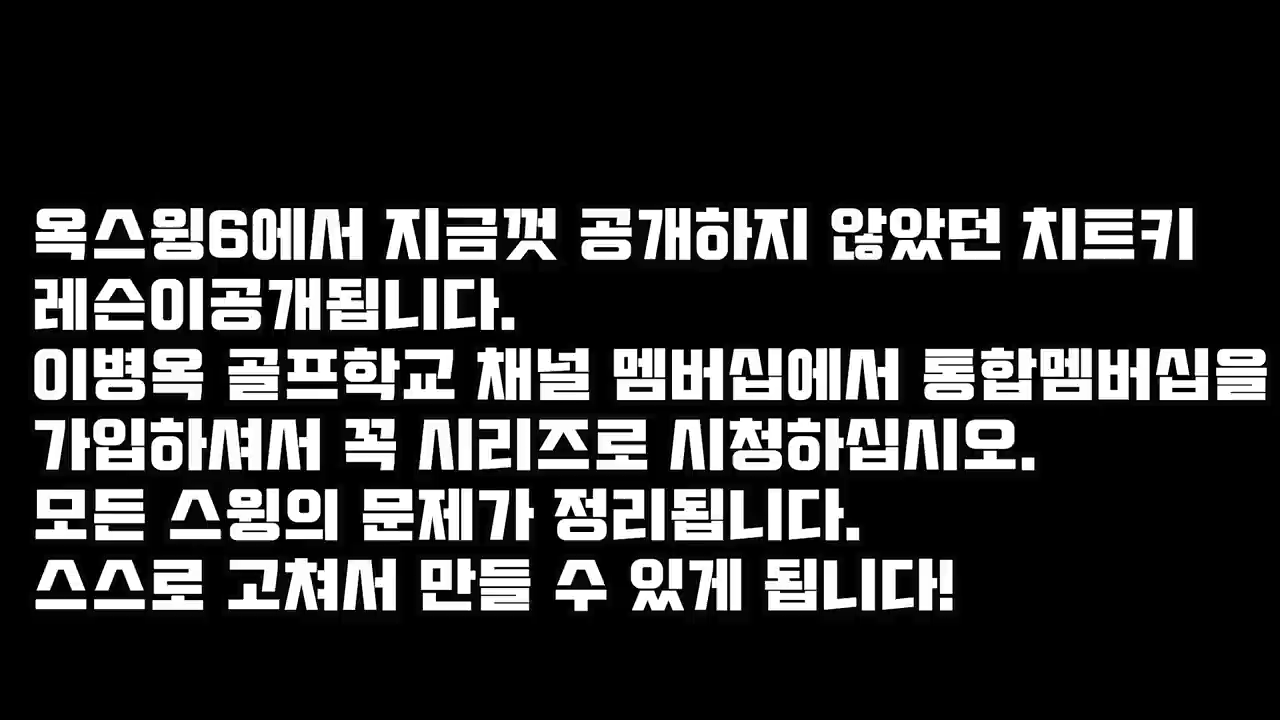 옥스윙6에서 지금껏 공개하지 않았던 치트키
레슨이공개됩니다.
이병옥 골프학교 채널 멤버십에서 통합멤버십을
가입하셔서 꼭 시리즈로 시청하십시오.
모든 스윙의 문제가 정리됩니다.
스스로 고쳐서 만들 수 있게 됩니다!